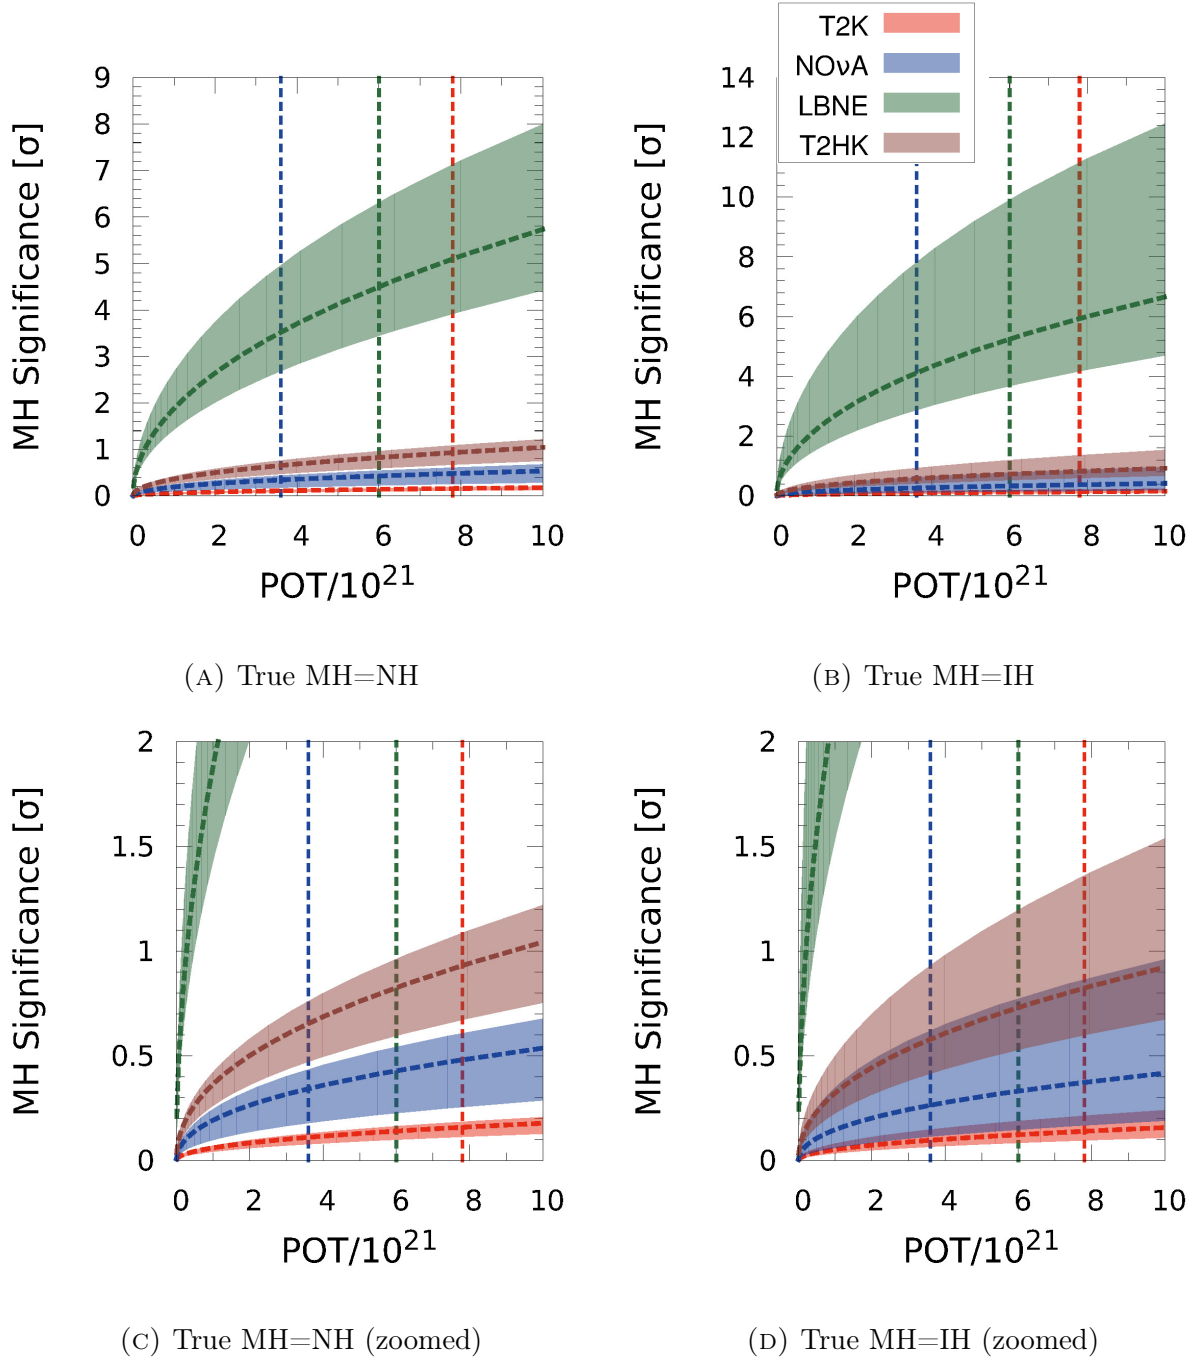 T2K
NOνA
LBNE
T2HK
MH Significance [σ]
9
8
7
6
5
4
3
2
1
0
0 2 4 6 8 10
POT/10²¹
(A) True MH=NH
MH Significance [σ]
14
12
10
8
6
4
2
0
0 2 4 6 8 10
POT/10²¹
(B) True MH=IH
MH Significance [σ]
2
1.5
1
0.5
0
0 2 4 6 8 10
POT/10²¹
(C) True MH=NH (zoomed)
MH Significance [σ]
2
1.5
1
0.5
0
0 2 4 6 8 10
POT/10²¹
(D) True MH=IH (zoomed)